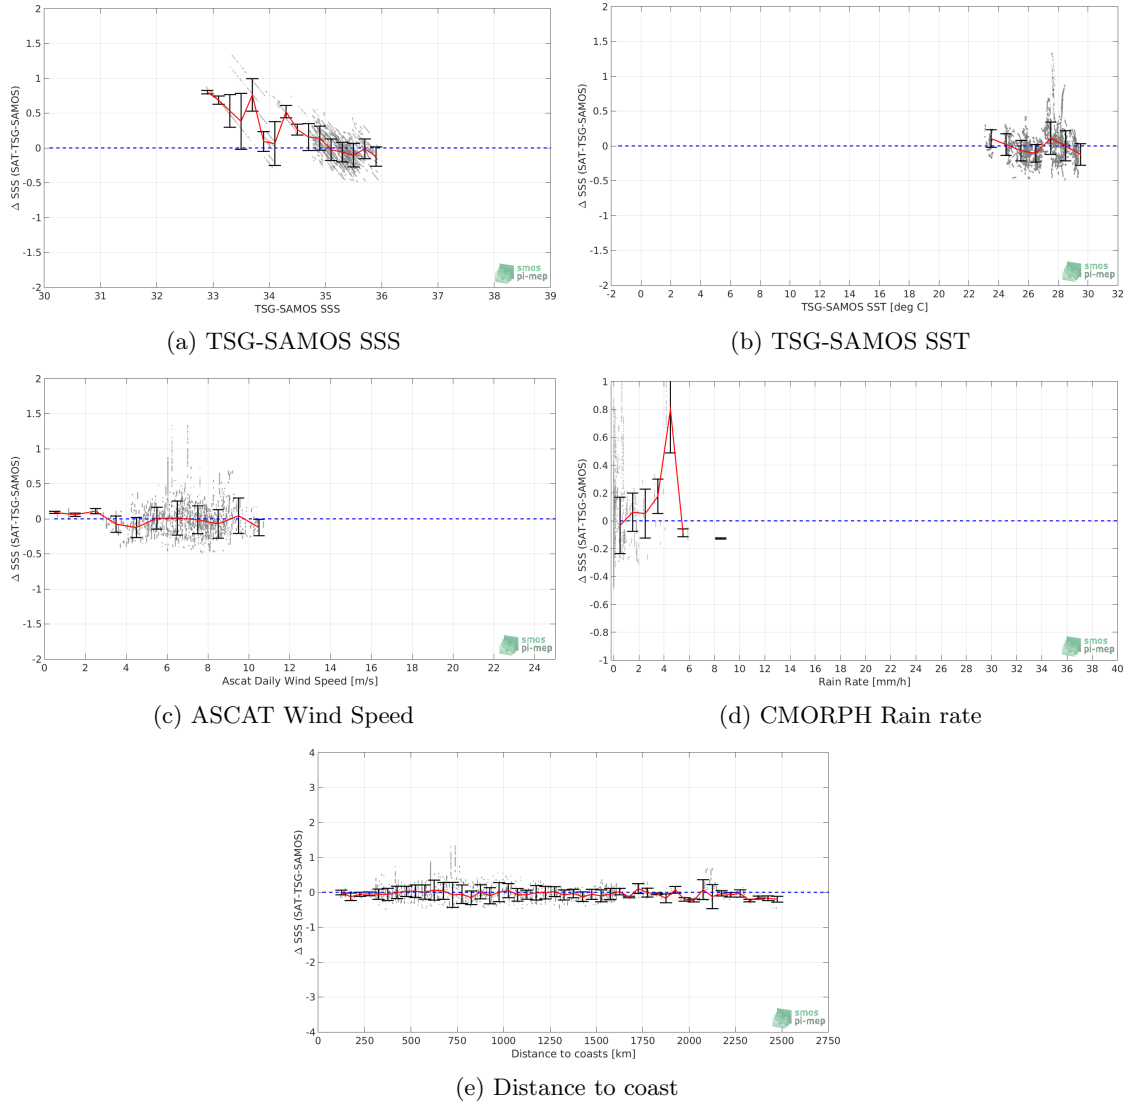 2
1.5
1
0.5
0
-0.5
-1
-1.5
-2
Δ SSS (SAT-TSG-SAMOS)
30 31 32 33 34 35 36 37 38 39
TSG-SAMOS SSS
smos
pi-mep
(a) TSG-SAMOS SSS
2
1.5
1
0.5
0
-0.5
-1
-1.5
-2
Δ SSS (SAT-TSG-SAMOS)
-2 0 2 4 6 8 10 12 14 16 18 20 22 24 26 28 30 32
TSG-SAMOS SST [deg C]
smos
pi-mep
(b) TSG-SAMOS SST
2
1.5
1
0.5
0
-0.5
-1
-1.5
-2
Δ SSS (SAT-TSG-SAMOS)
0 2 4 6 8 10 12 14 16 18 20 22 24
Ascat Daily Wind Speed [m/s]
smos
pi-mep
(c) ASCAT Wind Speed
1
0.8
0.6
0.4
0.2
0
-0.2
-0.4
-0.6
-0.8
-1
Δ SSS (SAT-TSG-SAMOS)
0 2 4 6 8 10 12 14 16 18 20 22 24 26 28 30 32 34 36 38 40
Rain Rate [mm/h]
smos
pi-mep
(d) CMORPH Rain rate
4
3
2
1
0
-1
-2
-3
-4
Δ SSS (SAT-TSG-SAMOS)
0 250 500 750 1000 1250 1500 1750 2000 2250 2500 2750
Distance to coasts [km]
smos
pi-mep
(e) Distance to coast